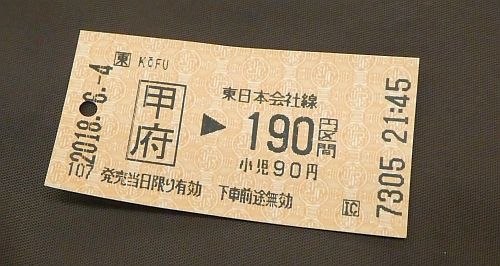 東 KŌFU
2018.-6.-4
甲府 ▶ 東日本会社線 190円区間
小児90円
107 発売当日限り有効 下車前途無効
IC
7305 21:45